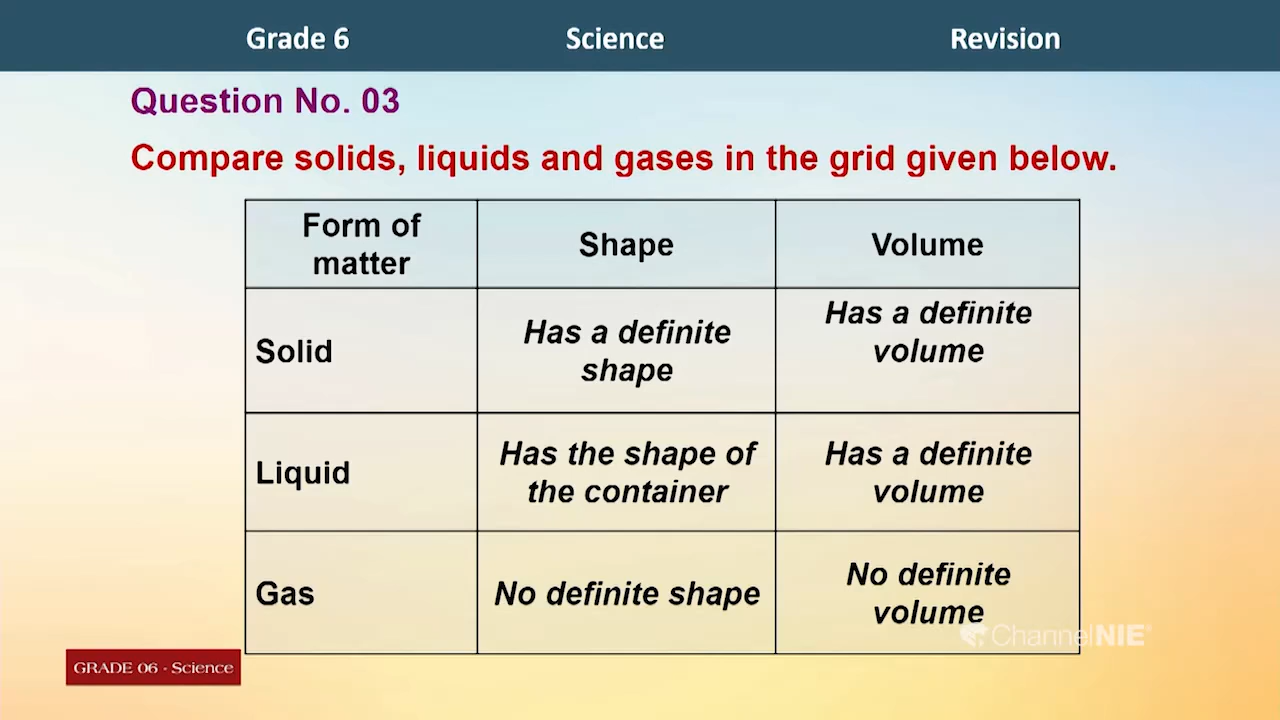 Grade 6 Science Revision
Question No. 03
Compare solids, liquids and gases in the grid given below.
Form of
matter
Shape
Volume
Solid
Has a definite
shape
Has a definite
volume
Liquid
Has the shape of
the container
Has a definite
volume
Gas
No definite shape
No definite
volume
ChannelNIE
GRADE 06 - Science